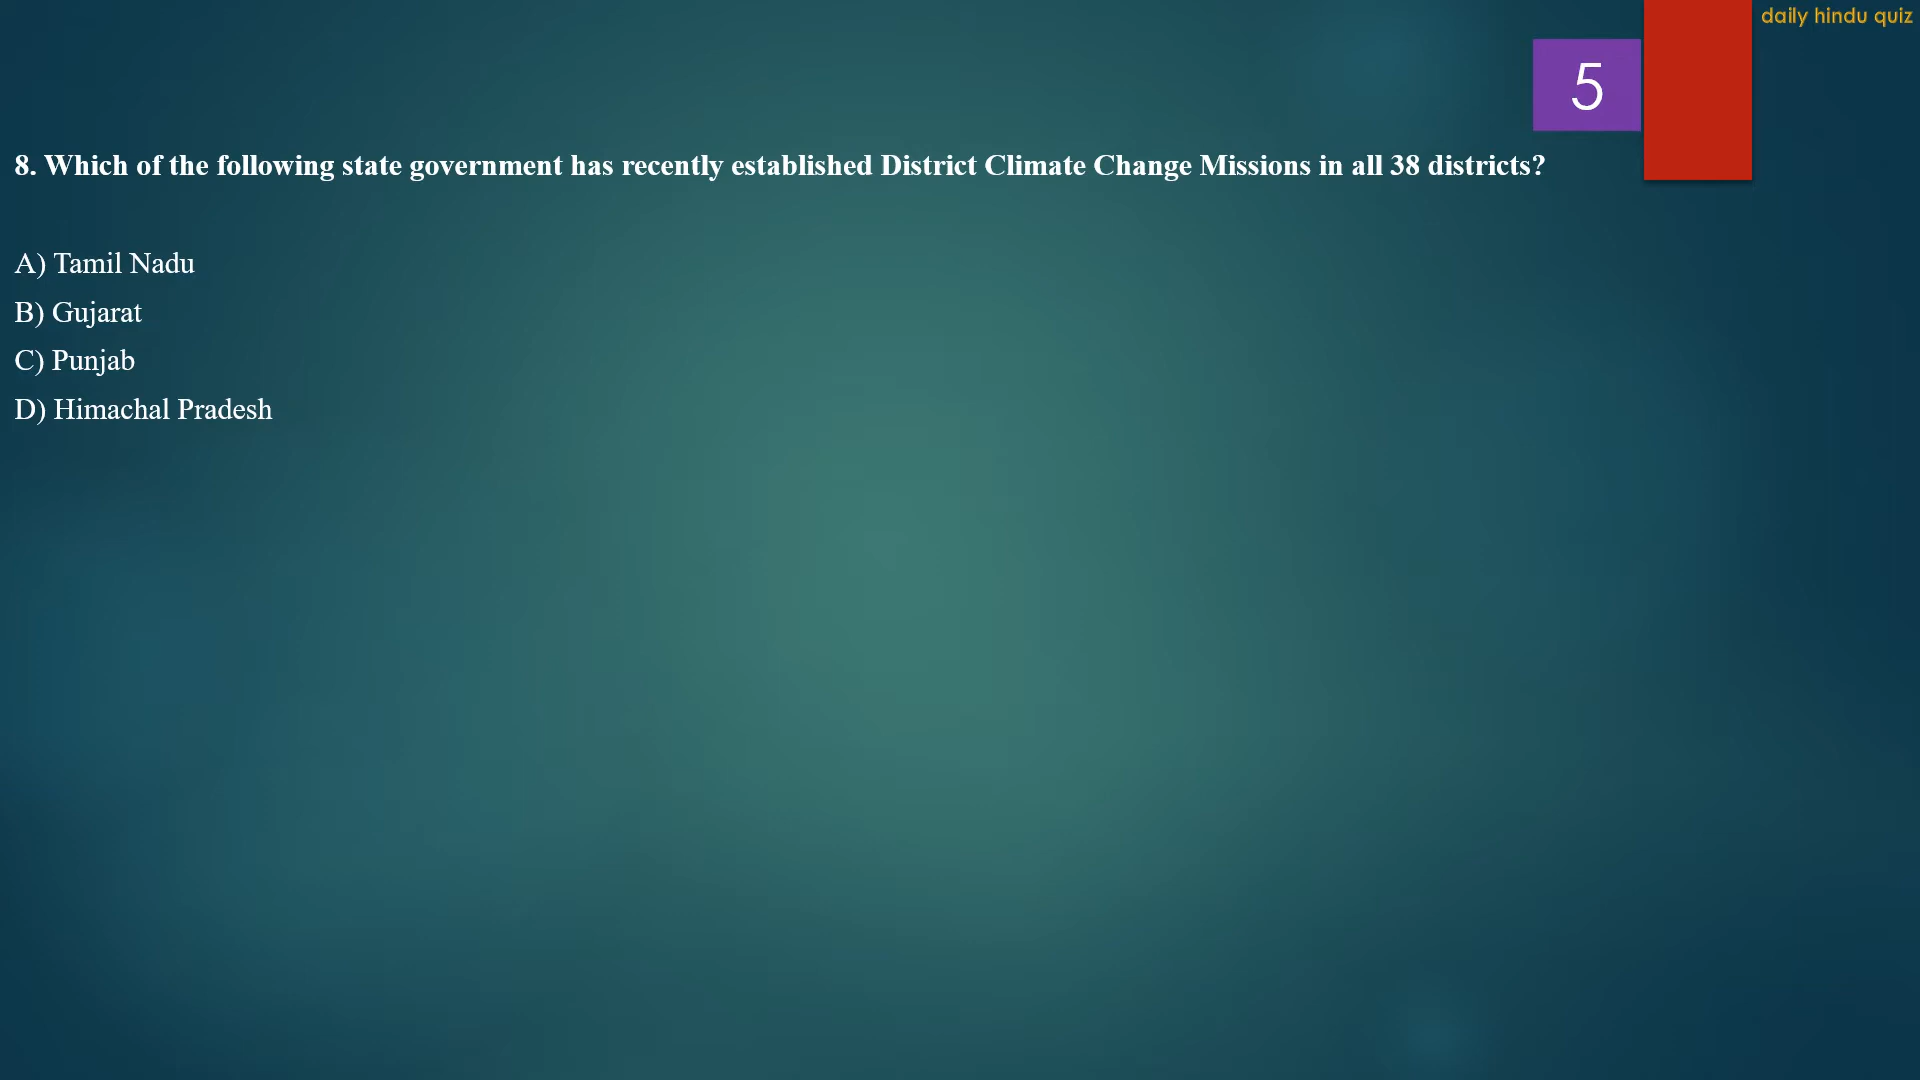 daily hindu quiz
5
8. Which of the following state government has recently established District Climate Change Missions in all 38 districts?
A) Tamil Nadu
B) Gujarat
C) Punjab
D) Himachal Pradesh